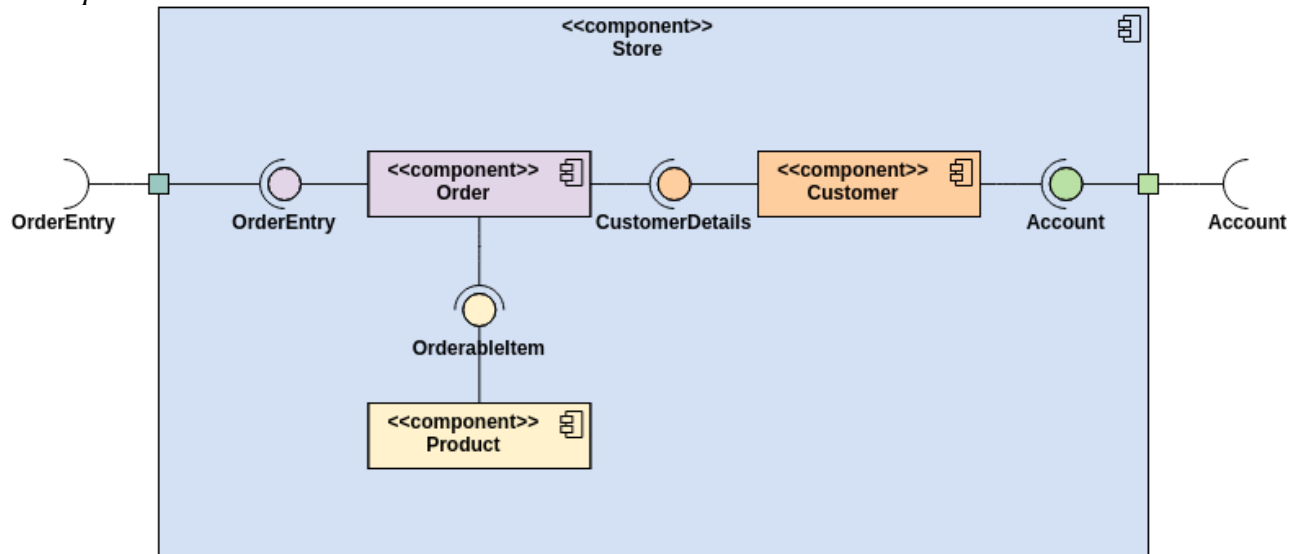 <<component>>
Store
<<component>>
Order
<<component>>
Customer
OrderEntry
OrderEntry
CustomerDetails
Account
Account
OrderableItem
<<component>>
Product